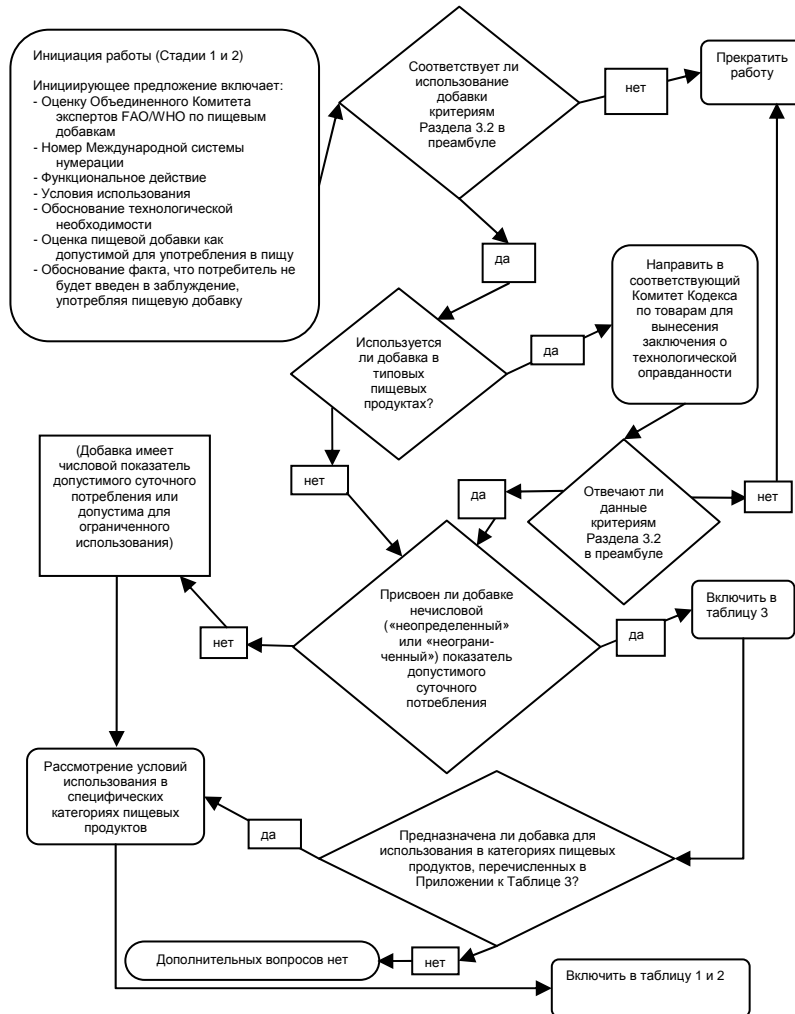 Инициация работы (Стадии 1 и 2)
Инициирующее предложение включает:
- Оценку Объединенного Комитета
экспертов FAO/WHO по пищевым
добавкам
- Номер Международной системы
нумерации
- Функциональное действие
- Условия использования
- Обоснование технологической
необходимости
- Оценка пищевой добавки как
допустимой для употребления в пищу
- Обоснование факта, что потребитель не
будет введен в заблуждение,
употребляя пищевую добавку
Соответствует ли
использование
добавки
критериям
Раздела 3.2 в
преамбуле
нет
Прекратить
работу
да
Используется
ли добавка в
типовых
пищевых
продуктах?
да
Направить в
соответствующий
Комитет Кодекса
по товарам для
вынесения
заключения о
технологической
оправданности
нет
Отвечают ли
данные
критериям
Раздела 3.2
в преамбуле
да
нет
(Добавка имеет
числовой показатель
допустимого суточного
потребления или
допустима для
ограниченного
использования)
Присвоен ли добавке
нечисловой
(«неопределенный»
или «неограни-
ченный») показатель
допустимого
суточного
потребления
нет
да
Включить в
таблицу 3
Рассмотрение условий
использования в
специфических
категориях пищевых
продуктов
да
Предназначена ли добавка для
использования в категориях пищевых
продуктов, перечисленных в
Приложении к Таблице 3?
нет
Дополнительных вопросов нет
Включить в таблицу 1 и 2